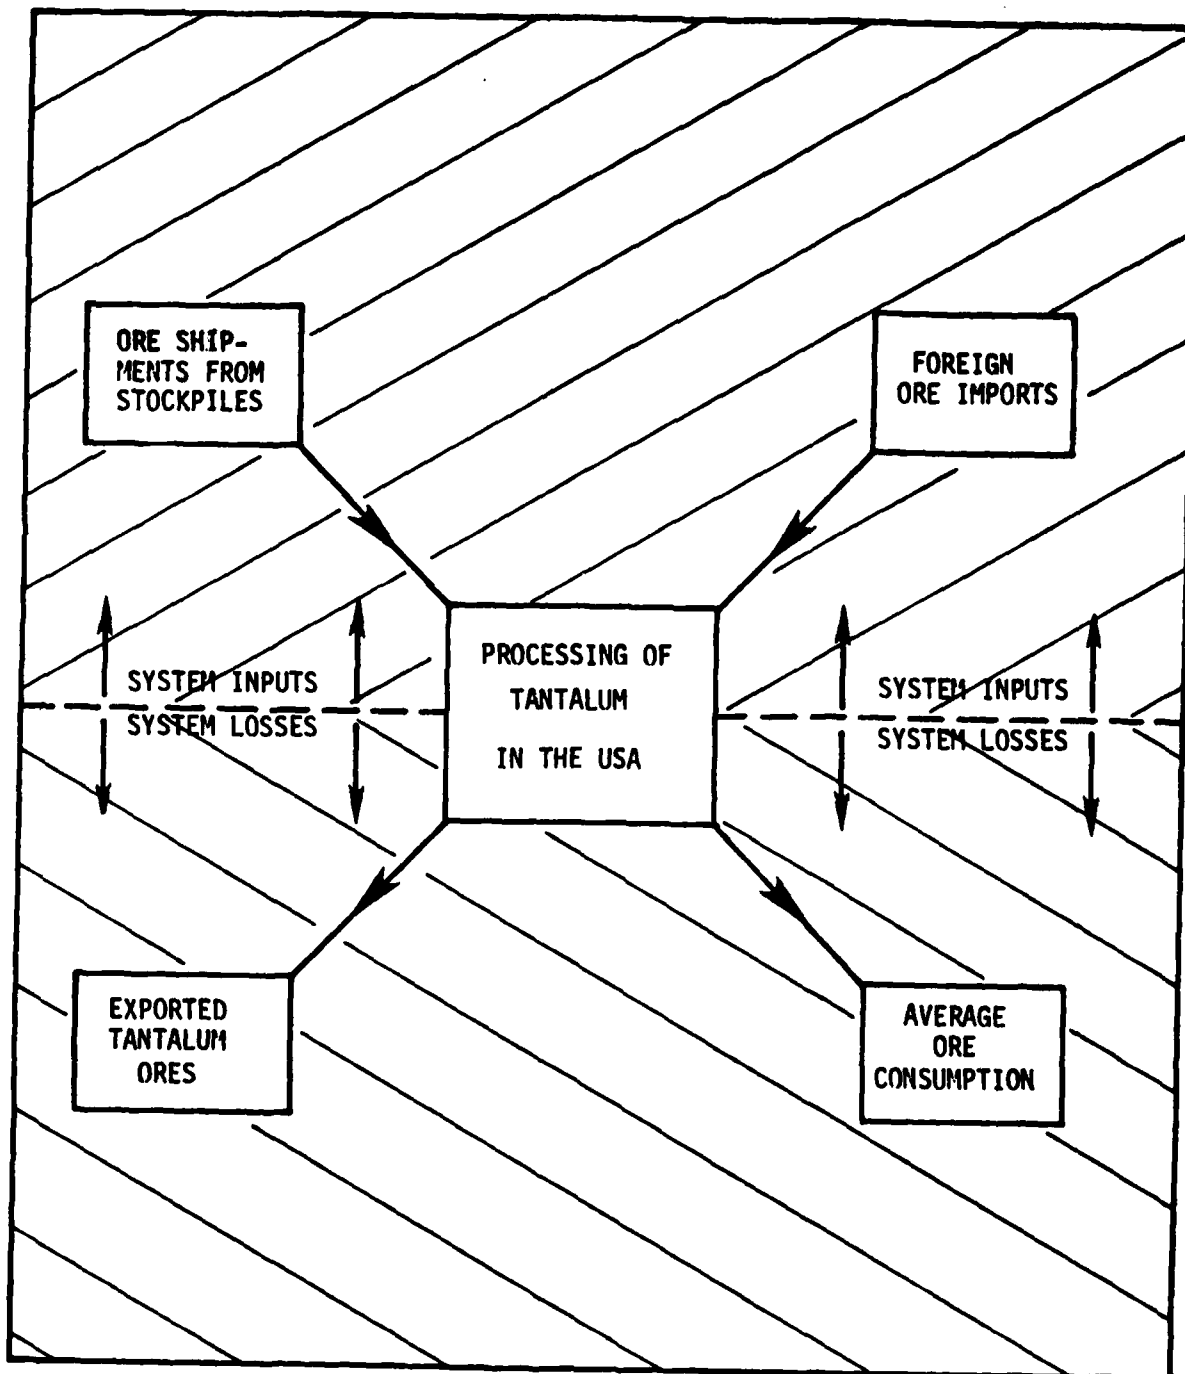 ORE SHIP-
MENTS FROM
STOCKPILES
FOREIGN
ORE IMPORTS
PROCESSING OF
TANTALUM
IN THE USA
SYSTEM INPUTS
SYSTEM LOSSES
SYSTEM INPUTS
SYSTEM LOSSES
EXPORTED
TANTALUM
ORES
AVERAGE
ORE
CONSUMPTION